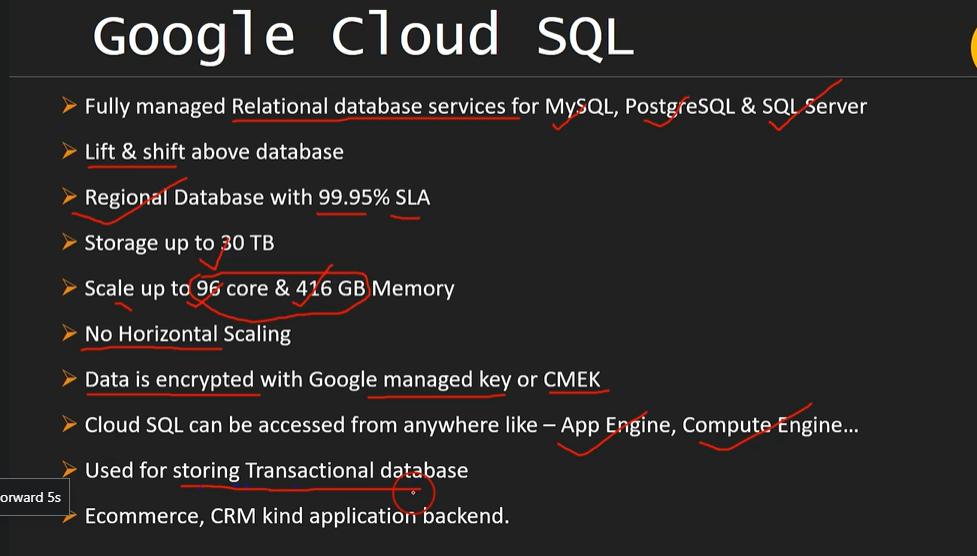 Google Cloud SQL
Fully managed Relational database services for MySQL, PostgreSQL & SQL Server
Lift & shift above database
Regional Database with 99.95% SLA
Storage up to 30 TB
Scale up to 96 core & 416 GB Memory
No Horizontal Scaling
Data is encrypted with Google managed key or CMEK
Cloud SQL can be accessed from anywhere like – App Engine, Compute Engine...
Used for storing Transactional database
orward 5s
Ecommerce, CRM kind application backend.